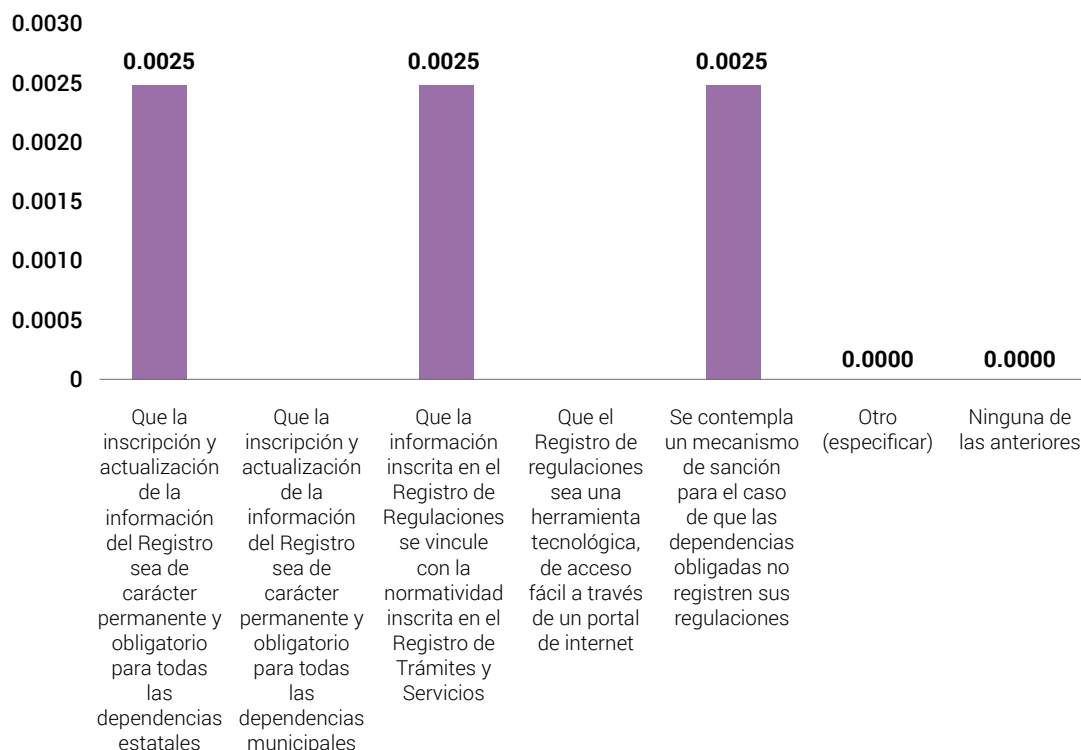 0.0030
0.0025
0.0020
0.0015
0.0010
0.0005
0
0.0025
0.0025
0.0025
0.0000
0.0000
Que la
inscripción y
actualización
de la
información
del Registro
sea de
carácter
permanente y
obligatorio
para todas
las
dependencias
estatales
Que la
inscripción y
actualización
de la
información
del Registro
sea de
carácter
permanente y
obligatorio
para todas
las
dependencias
municipales
Que la
información
inscrita en el
Registro de
Regulaciones
se vincule
con la
normatividad
inscrita en el
Registro de
Trámites y
Servicios
Que el
Registro de
regulaciones
sea una
herramienta
tecnológica,
de acceso
fácil a través
de un portal
de internet
Se contempla
un mecanismo
de sanción
para el caso
de que las
dependencias
obligadas no
registren sus
regulaciones
Otro
(especificar)
Ninguna de
las anteriores